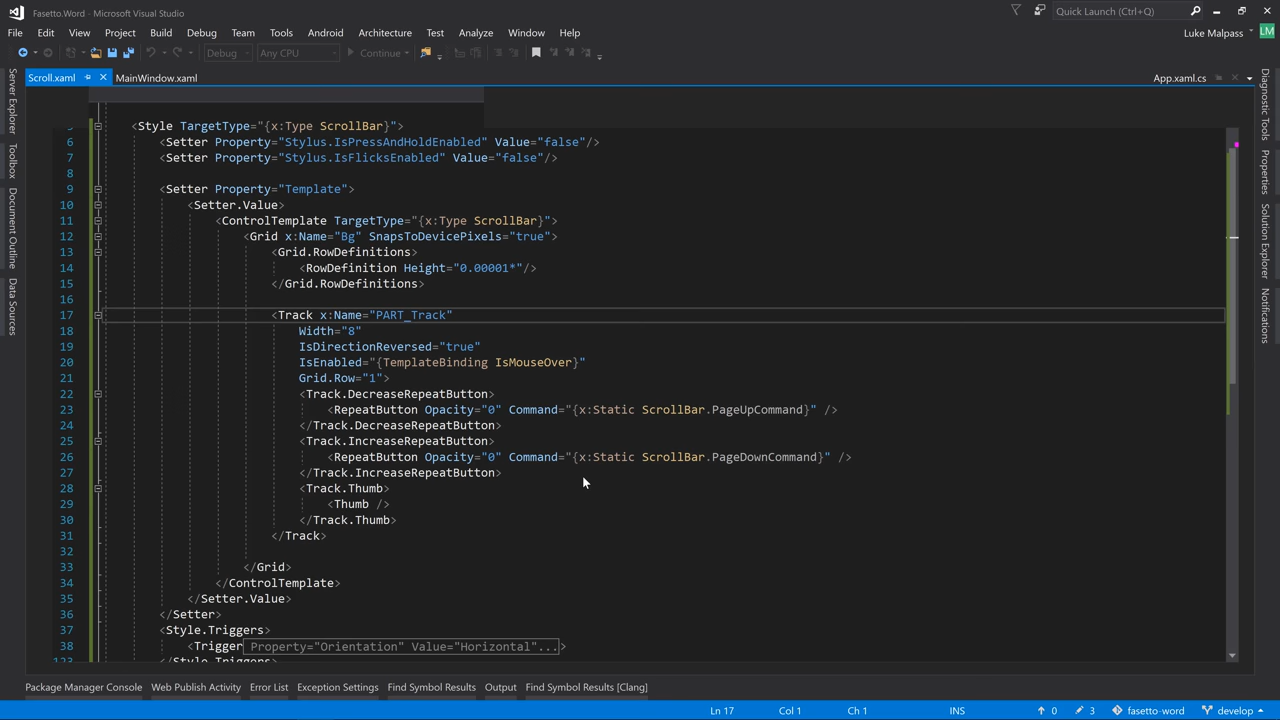 Fasetto.Word - Microsoft Visual Studio
Quick Launch (Ctrl+Q)
File Edit View Project Build Debug Team Tools Android Architecture Test Analyze Window Help
Luke Malpass LM
Debug Any CPU Continue
Scroll.xaml MainWindow.xaml App.xaml.cs
Server Explorer
Toolbox
Document Outline
Data Sources
Diagnostic Tools
Properties
Solution Explorer
Notifications
5 <Style TargetType="{x:Type ScrollBar}">
6 <Setter Property="Stylus.IsPressAndHoldEnabled" Value="false"/>
7 <Setter Property="Stylus.IsFlicksEnabled" Value="false"/>
8
9 <Setter Property="Template">
10 <Setter.Value>
11 <ControlTemplate TargetType="{x:Type ScrollBar}">
12 <Grid x:Name="Bg" SnapsToDevicePixels="true">
13 <Grid.RowDefinitions>
14 <RowDefinition Height="0.00001*"/>
15 </Grid.RowDefinitions>
16
17 <Track x:Name="PART_Track"
18 Width="8"
19 IsDirectionReversed="true"
20 IsEnabled="{TemplateBinding IsMouseOver}"
21 Grid.Row="1">
22 <Track.DecreaseRepeatButton>
23 <RepeatButton Opacity="0" Command="{x:Static ScrollBar.PageUpCommand}" />
24 </Track.DecreaseRepeatButton>
25 <Track.IncreaseRepeatButton>
26 <RepeatButton Opacity="0" Command="{x:Static ScrollBar.PageDownCommand}" />
27 </Track.IncreaseRepeatButton>
28 <Track.Thumb>
29 <Thumb />
30 </Track.Thumb>
31 </Track>
32
33 </Grid>
34 </ControlTemplate>
35 </Setter.Value>
36 </Setter>
37 <Style.Triggers>
38 <Trigger Property="Orientation" Value="Horizontal"...>
123 </Style.Triggers>
Package Manager Console Web Publish Activity Error List Exception Settings Find Symbol Results Output Find Symbol Results [Clang]
Ln 17 Col 1 Ch 1 INS 0 3 fasetto-word develop